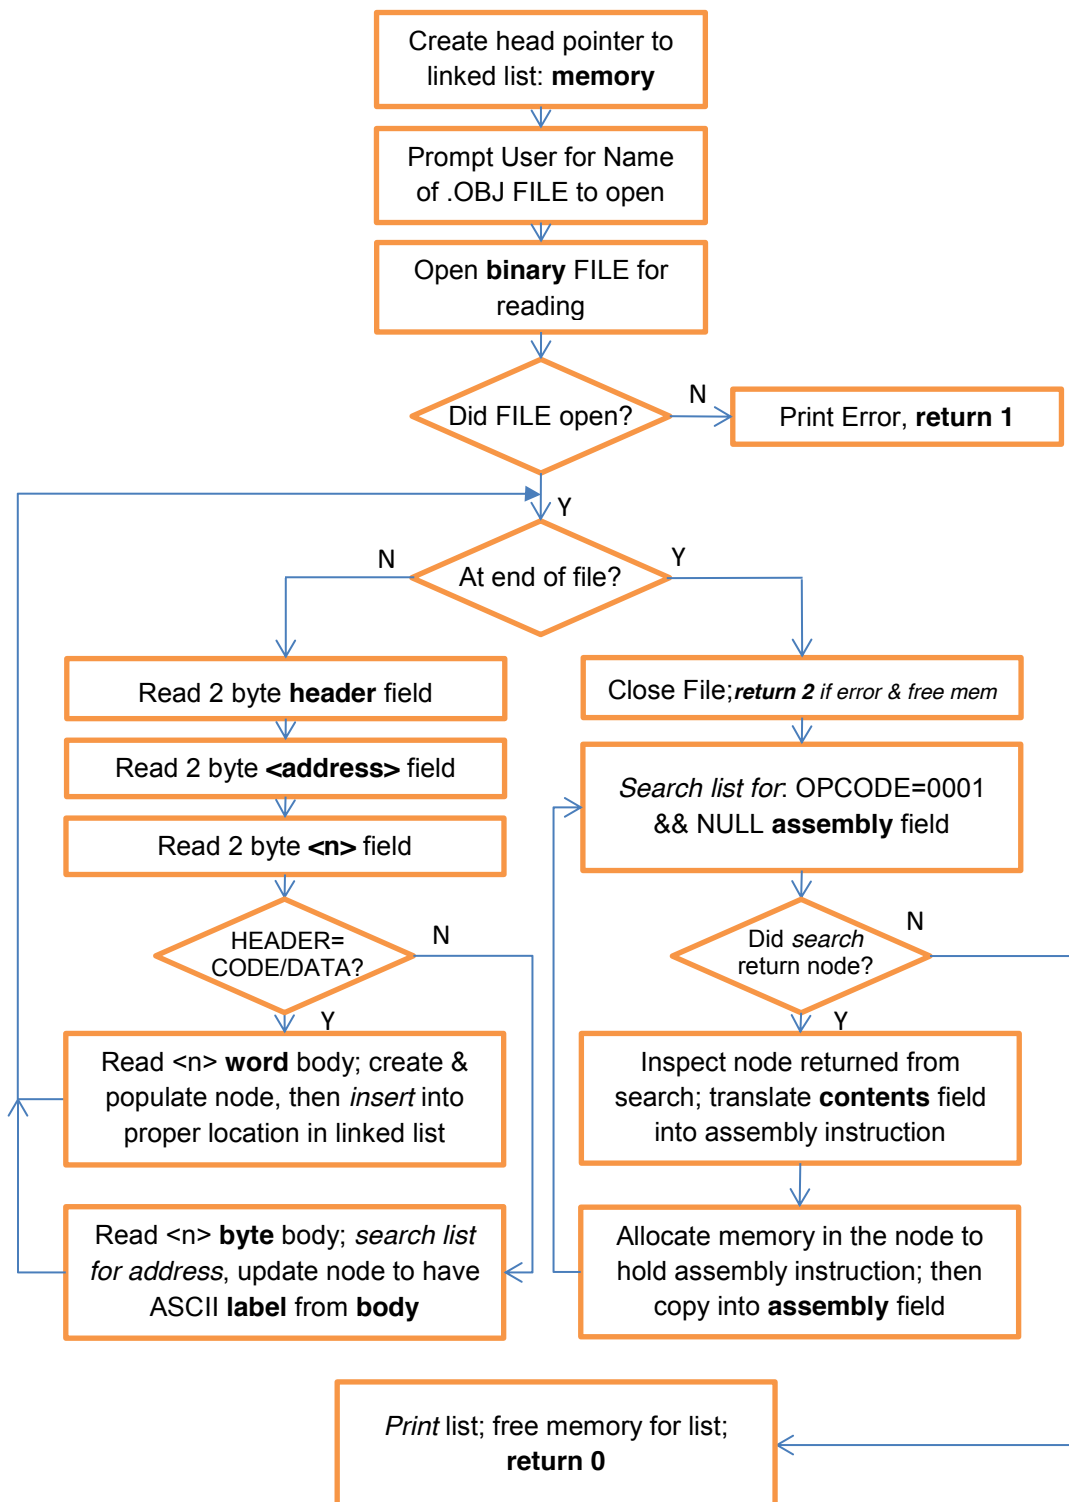 Create head pointer to
linked list: memory
Prompt User for Name
of .OBJ FILE to open
Open binary FILE for
reading
Did FILE open?
N
Print Error, return 1
Y
At end of file?
N
Y
Read 2 byte header field
Read 2 byte <address> field
Read 2 byte <n> field
HEADER=
CODE/DATA?
N
Y
Read <n> word body; create &
populate node, then insert into
proper location in linked list
Read <n> byte body; search list
for address, update node to have
ASCII label from body
Close File;return 2 if error & free mem
Search list for: OPCODE=0001
&& NULL assembly field
Did search
return node?
N
Y
Inspect node returned from
search; translate contents field
into assembly instruction
Allocate memory in the node to
hold assembly instruction; then
copy into assembly field
Print list; free memory for list;
return 0